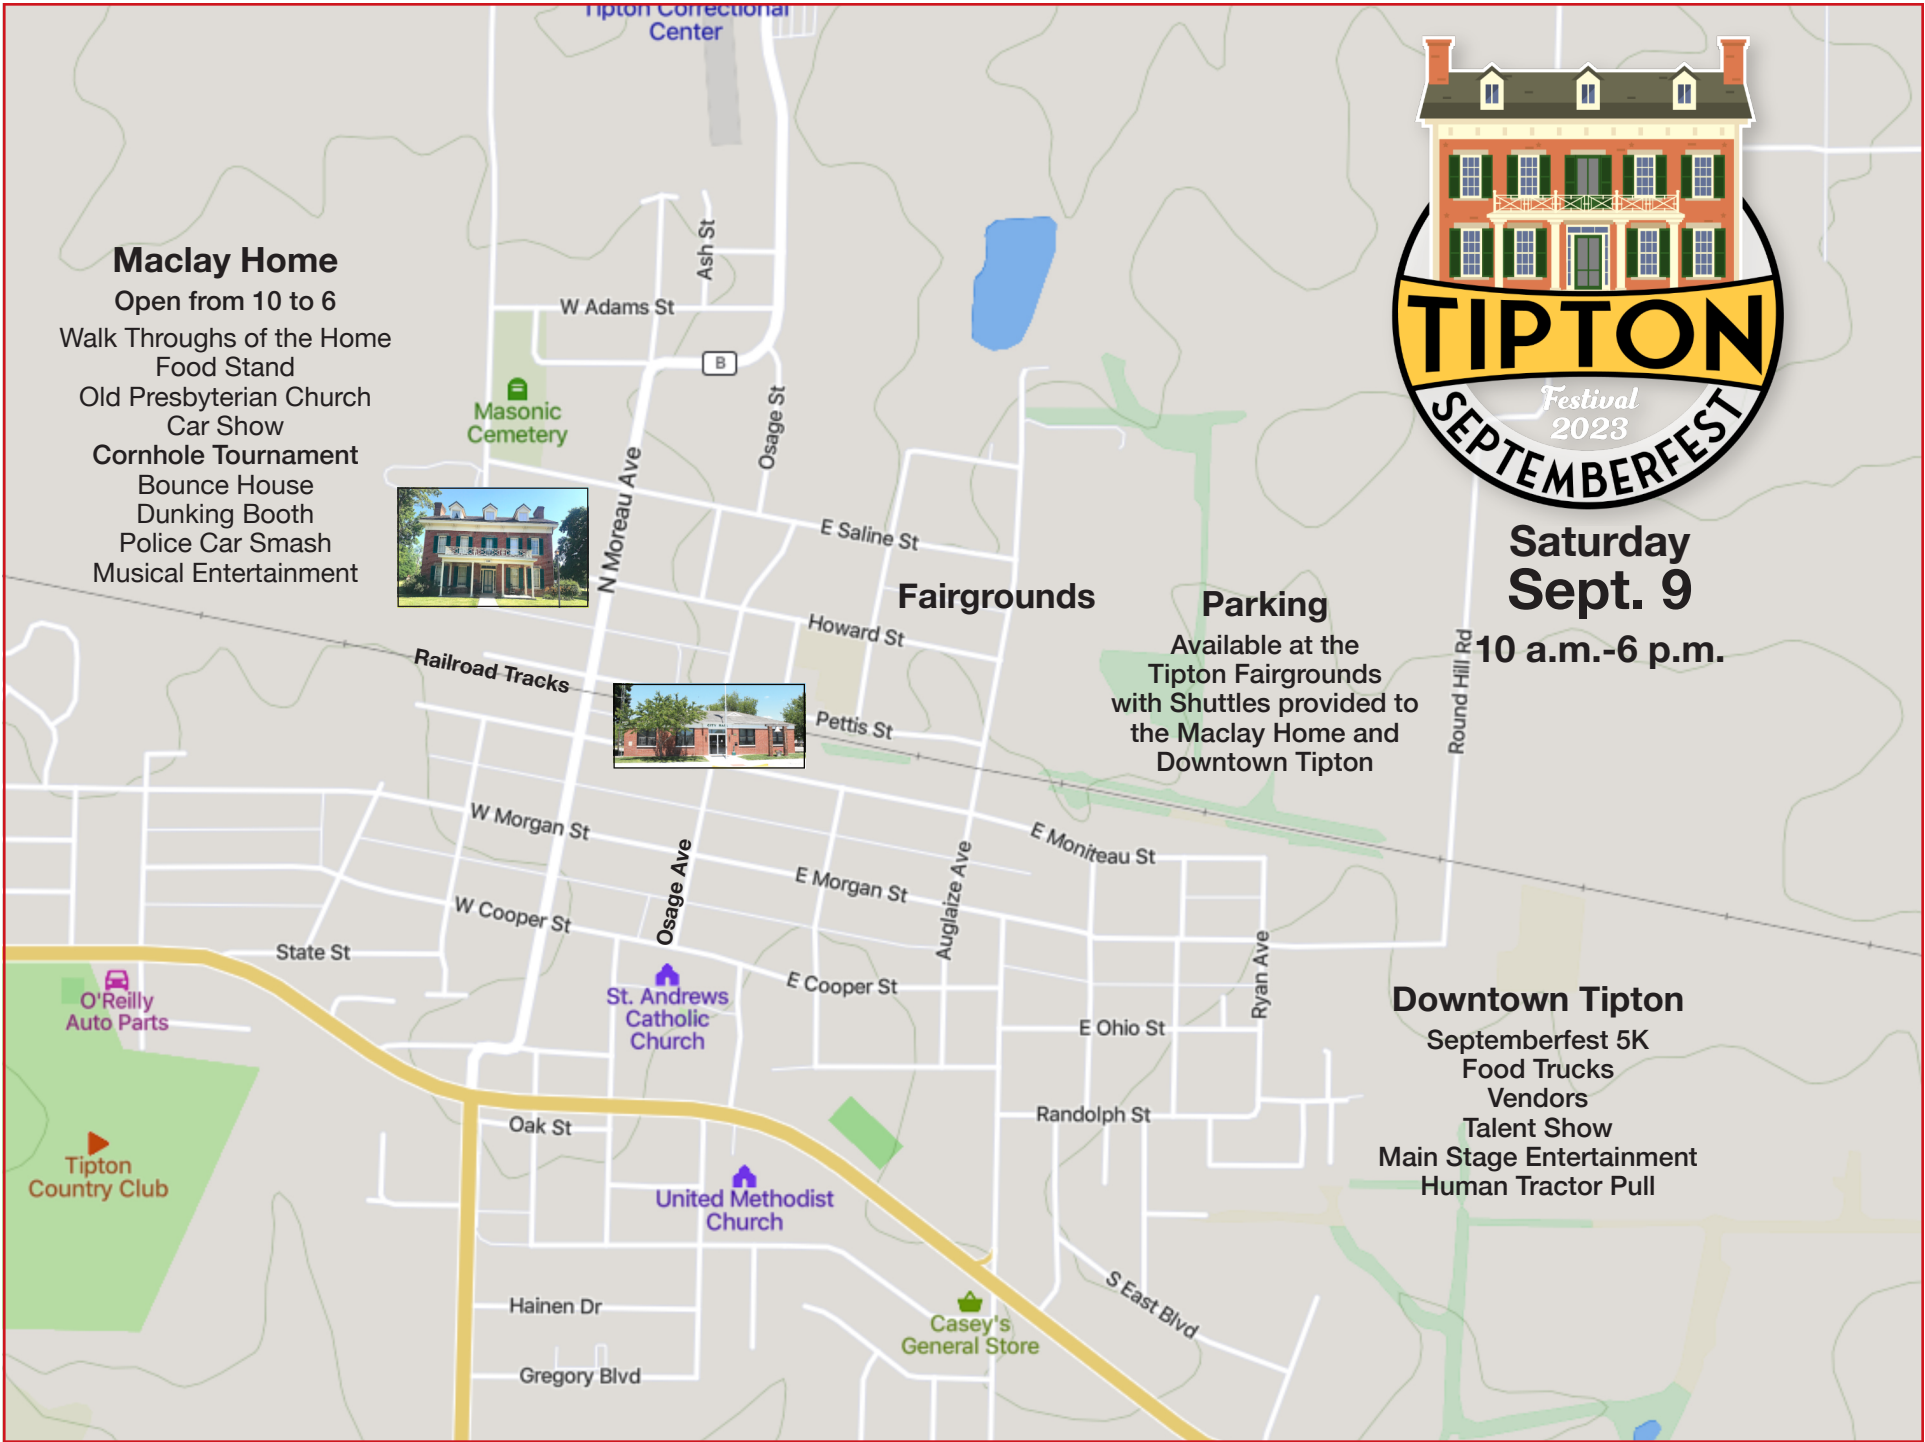 Tipton Correctional
Center
Maclay Home
Open from 10 to 6
Walk Throughs of the Home
Food Stand
Old Presbyterian Church
Car Show
Cornhole Tournament
Bounce House
Dunking Booth
Police Car Smash
Musical Entertainment
Ash St
W Adams St
B
Masonic
Cemetery
Osage St
N Moreau Ave
E Saline St
Fairgrounds
Howard St
Railroad Tracks
Pettis St
TIPTON
Festival
2023
SEPTEMBERFEST
Saturday
Sept. 9
10 a.m.-6 p.m.
Parking
Available at the
Tipton Fairgrounds
with Shuttles provided to
the Maclay Home and
Downtown Tipton
Round Hill Rd
W Morgan St
E Moniteau St
Osage Ave
E Morgan St
Auglaize Ave
W Cooper St
State St
E Cooper St
Ryan Ave
O'Reilly
Auto Parts
St. Andrews
Catholic
Church
E Ohio St
Downtown Tipton
Septemberfest 5K
Food Trucks
Vendors
Talent Show
Main Stage Entertainment
Human Tractor Pull
Randolph St
Oak St
Tipton
Country Club
United Methodist
Church
Hainen Dr
S East Blvd
Casey's
General Store
Gregory Blvd